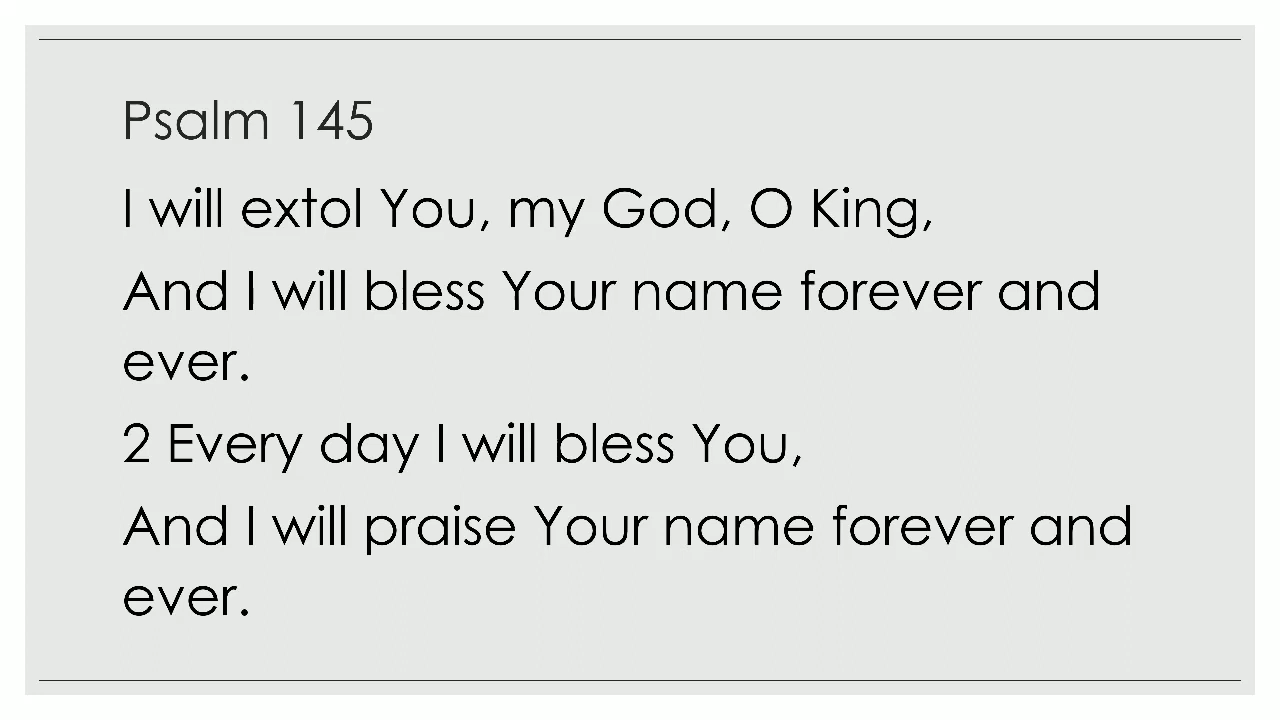 Psalm 145
I will extol You, my God, O King,
And I will bless Your name forever and
ever.
2 Every day I will bless You,
And I will praise Your name forever and
ever.